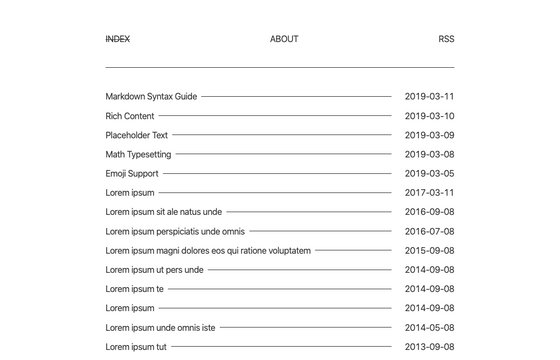 INDEX ABOUT RSS
Markdown Syntax Guide 2019-03-11
Rich Content 2019-03-10
Placeholder Text 2019-03-09
Math Typesetting 2019-03-08
Emoji Support 2019-03-05
Lorem ipsum 2017-03-11
Lorem ipsum sit ale natus unde 2016-09-08
Lorem ipsum perspiciatis unde omnis 2016-07-08
Lorem ipsum magni dolores eos qui ratione voluptatem 2015-09-08
Lorem ipsum ut pers unde 2014-09-08
Lorem ipsum te 2014-09-08
Lorem ipsum 2014-09-08
Lorem ipsum unde omnis iste 2014-05-08
Lorem ipsum tut 2013-09-08